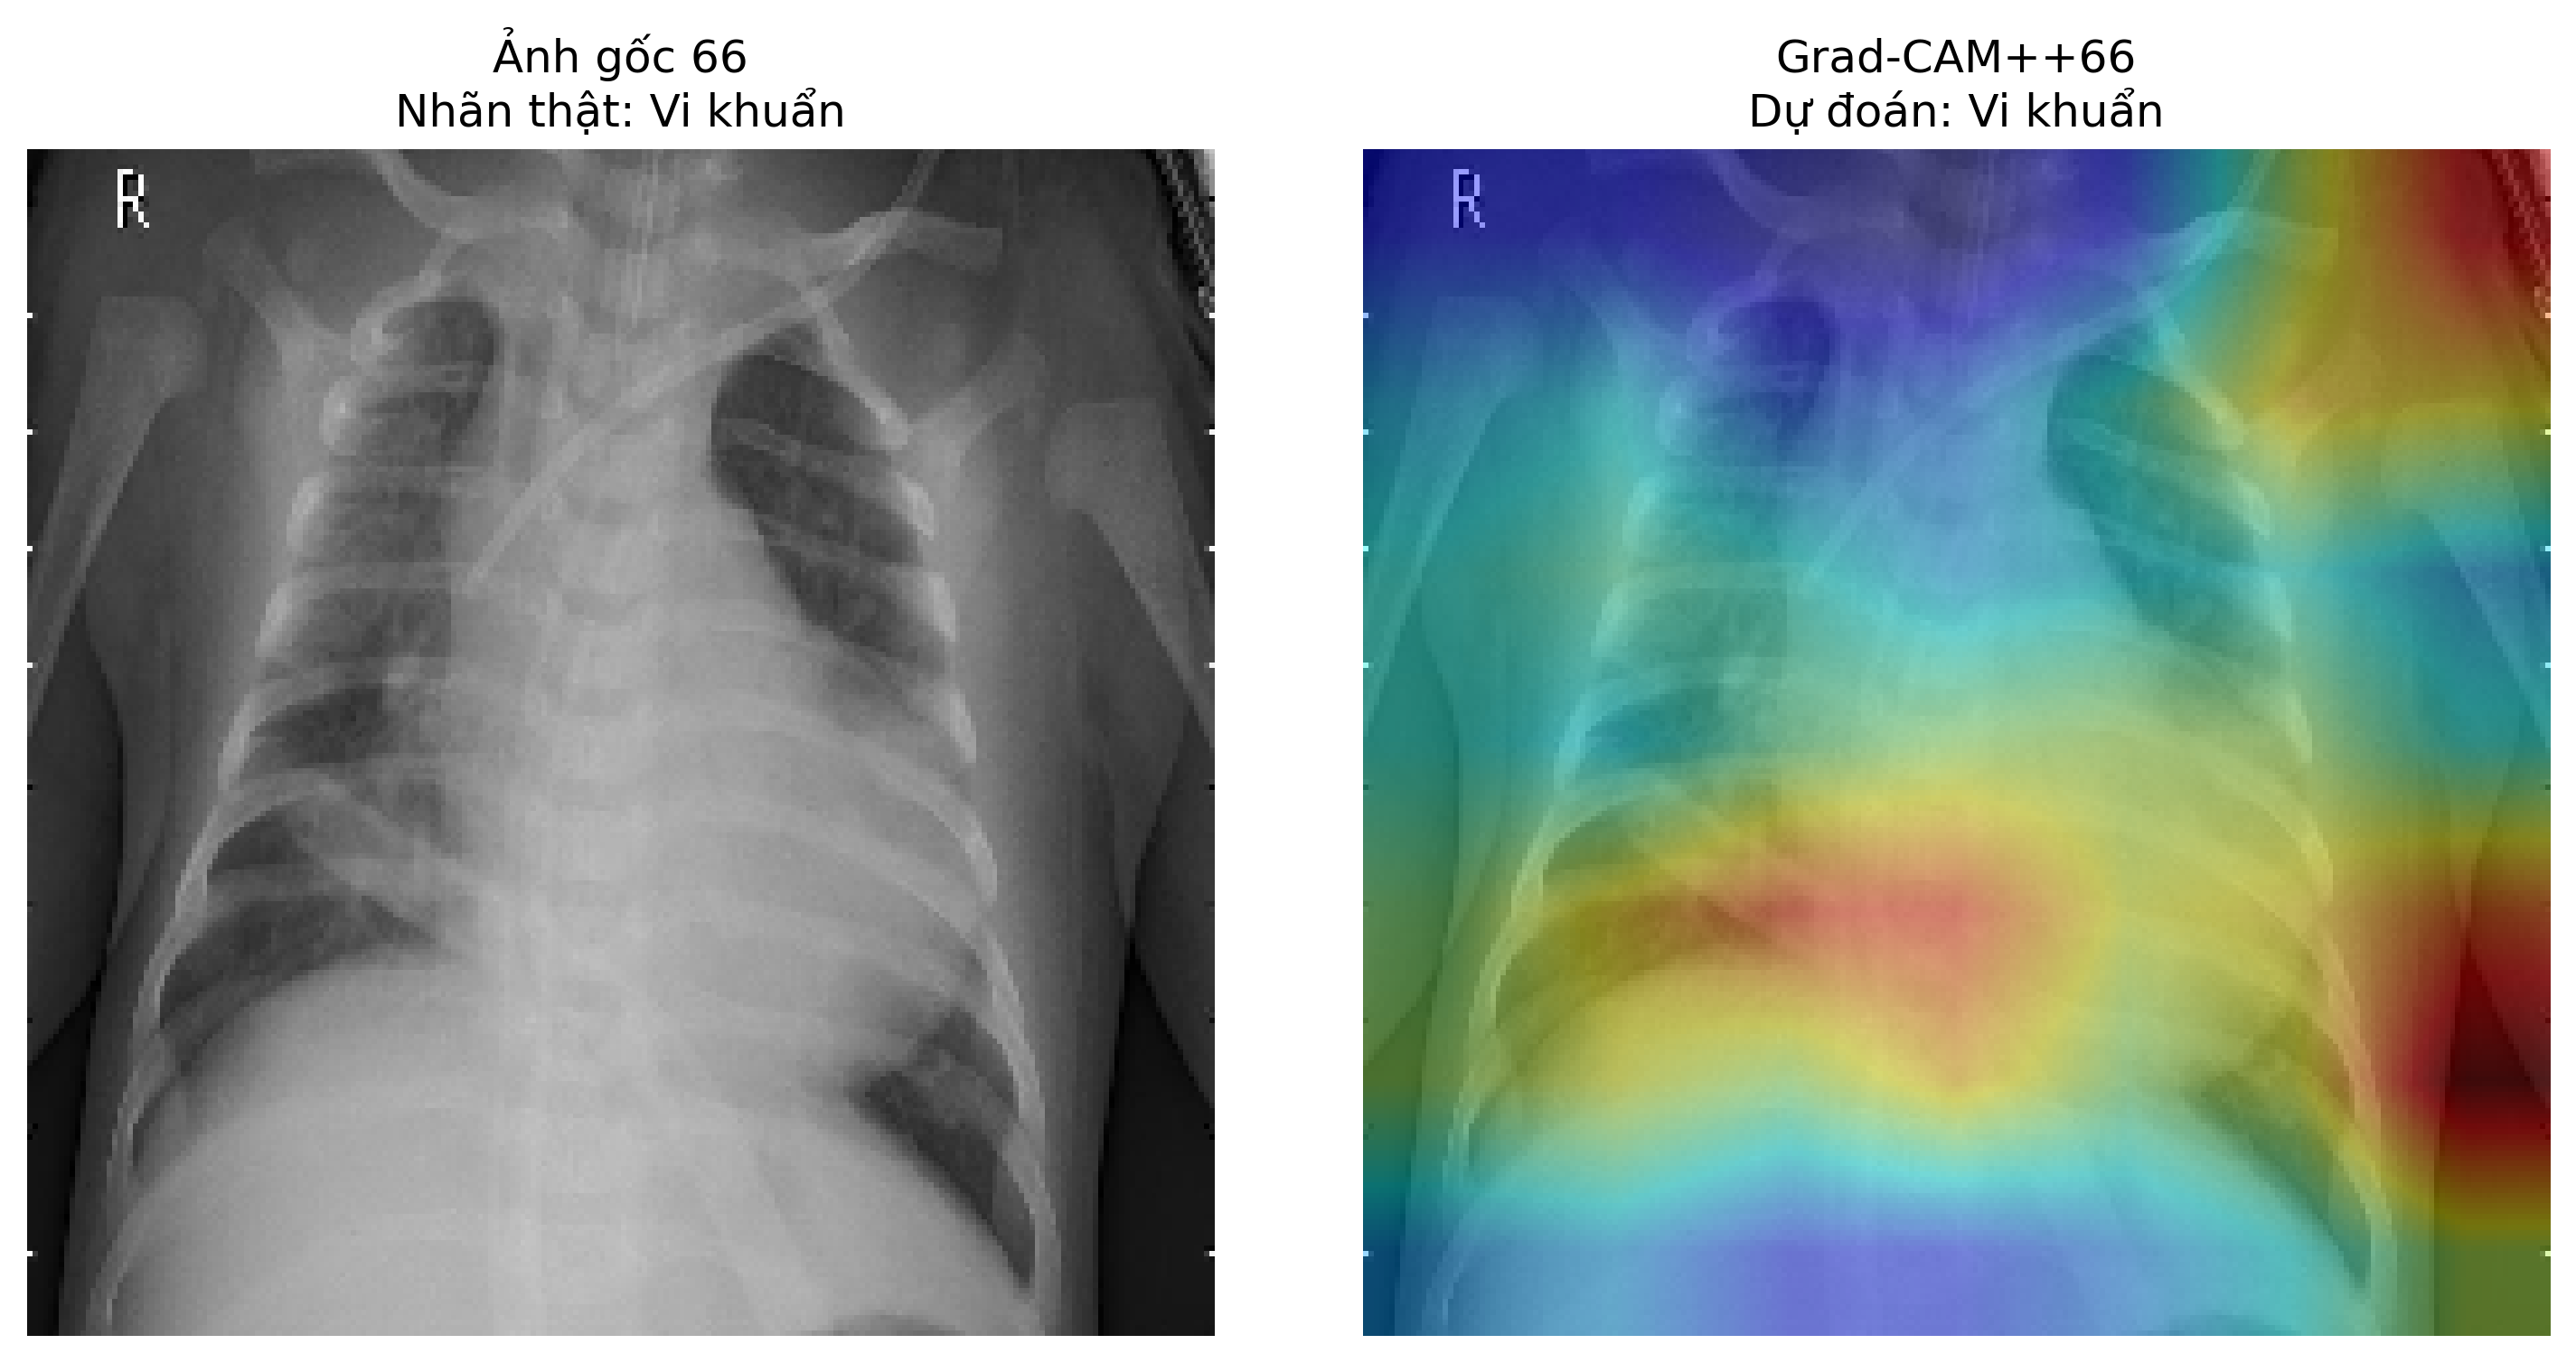 Ảnh gốc 66
Nhãn thật: Vi khuẩn
R
Grad-CAM++66
Dự đoán: Vi khuẩn
R